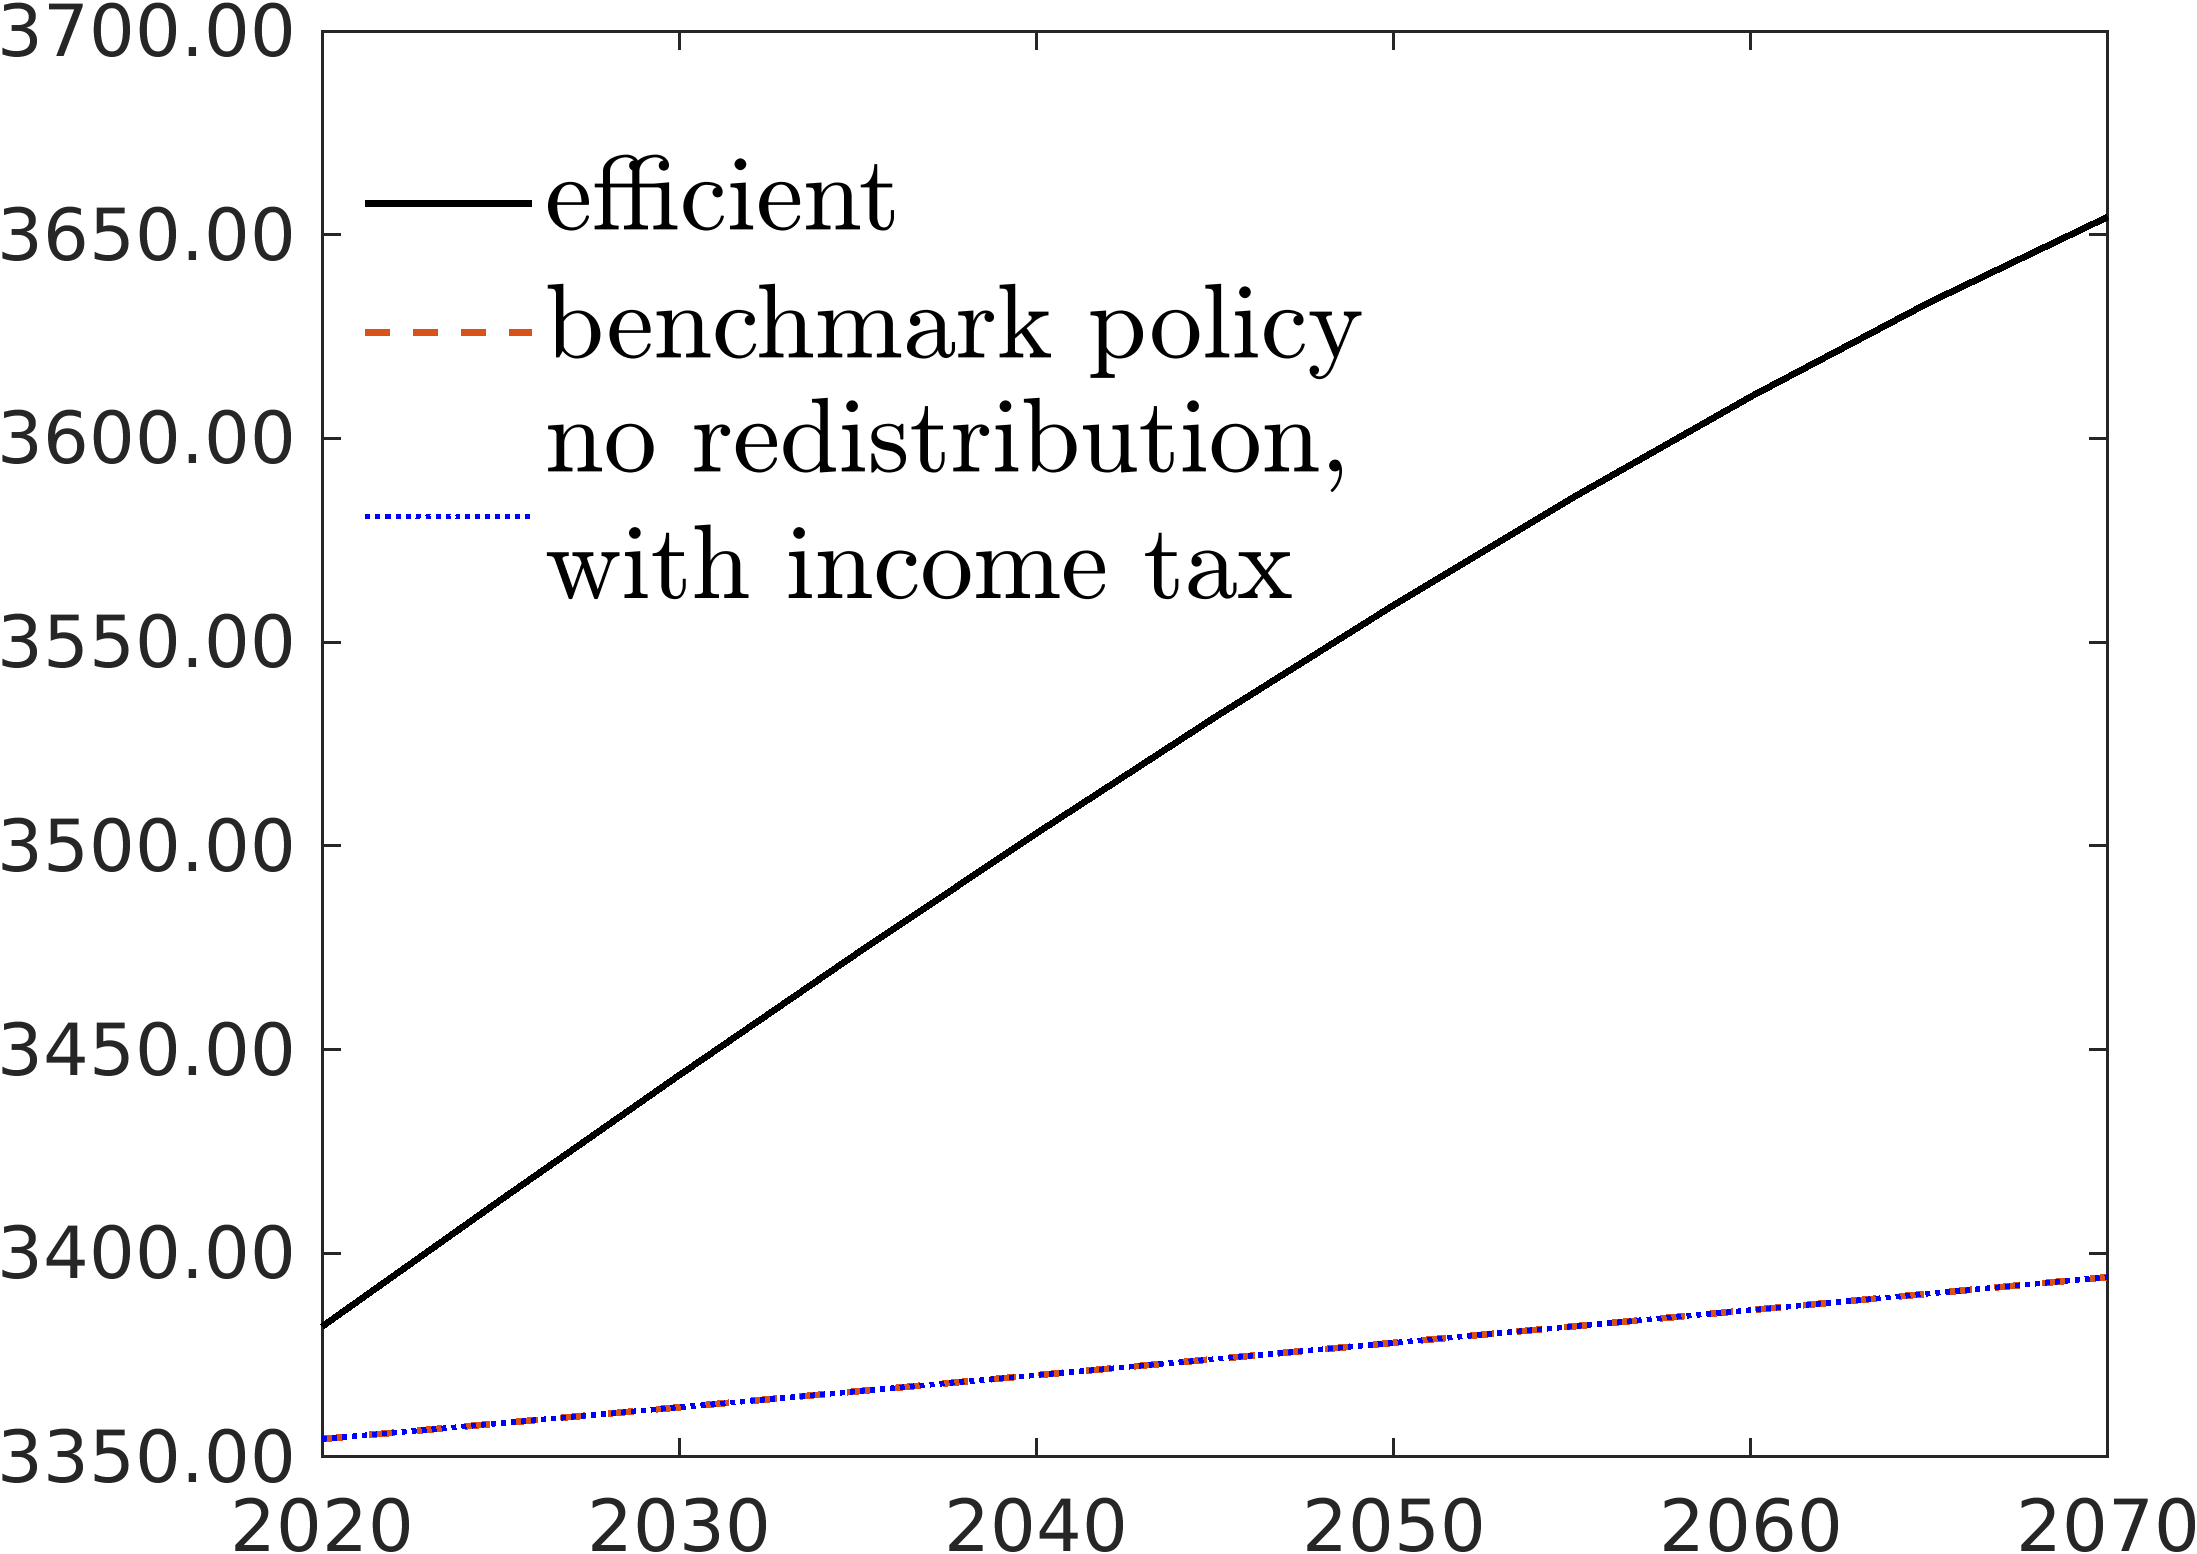 3700.00
efficient
3650.00
benchmark policy
3600.00
no redistribution,
with income tax
3550.00
3500.00
3450.00
3400.00
3350.00
2020 2030 2040 2050 2060 2070